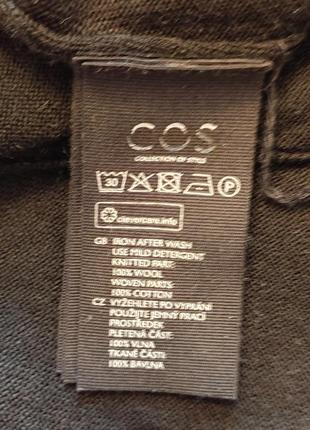 COS
COLLECTION OF STYLE
30 P
clevercare.info
GB IRON AFTER WASH
USE MILD DETERGENT
KNITTED PART:
100% WOOL
WOVEN PARTS:
100% COTTON
CZ VYŽEHLETE PO VYPRÁNÍ
POUŽIJTE JEMNÝ PRACÍ
PROSTŘEDEK
PLETENÁ ČÁST:
100% VLNA
TKANÉ ČÁSTI:
100% BAVLNA